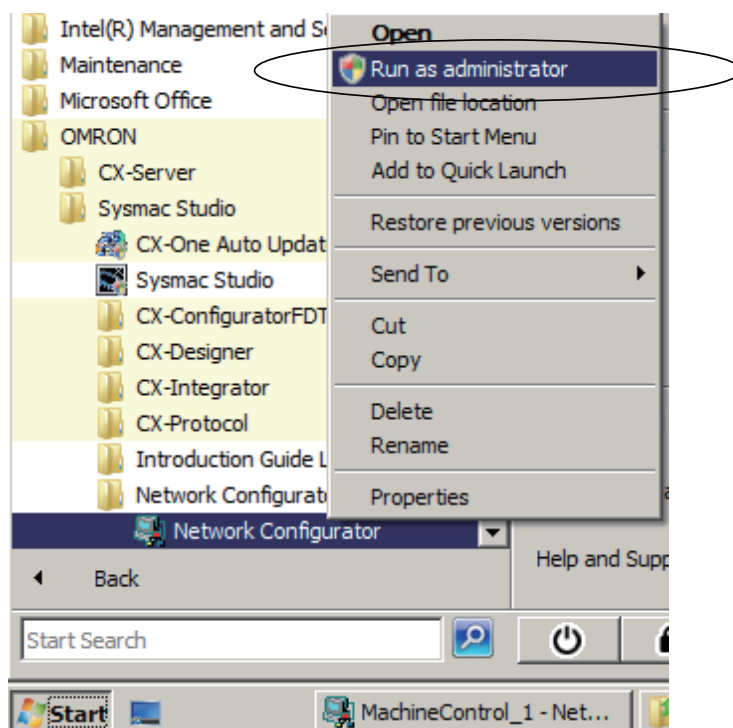 Intel(R) Management and S
Maintenance
Microsoft Office
OMRON
CX-Server
Sysmac Studio
CX-One Auto Updat
Sysmac Studio
CX-ConfiguratorFDT
CX-Designer
CX-Integrator
CX-Protocol
Introduction Guide L
Network Configurat
Network Configurator
Back
Start Search
Open
Run as administrator
Open file location
Pin to Start Menu
Add to Quick Launch
Restore previous versions
Send To
Cut
Copy
Delete
Rename
Properties
Help and Supp
Start
MachineControl_1 - Net...